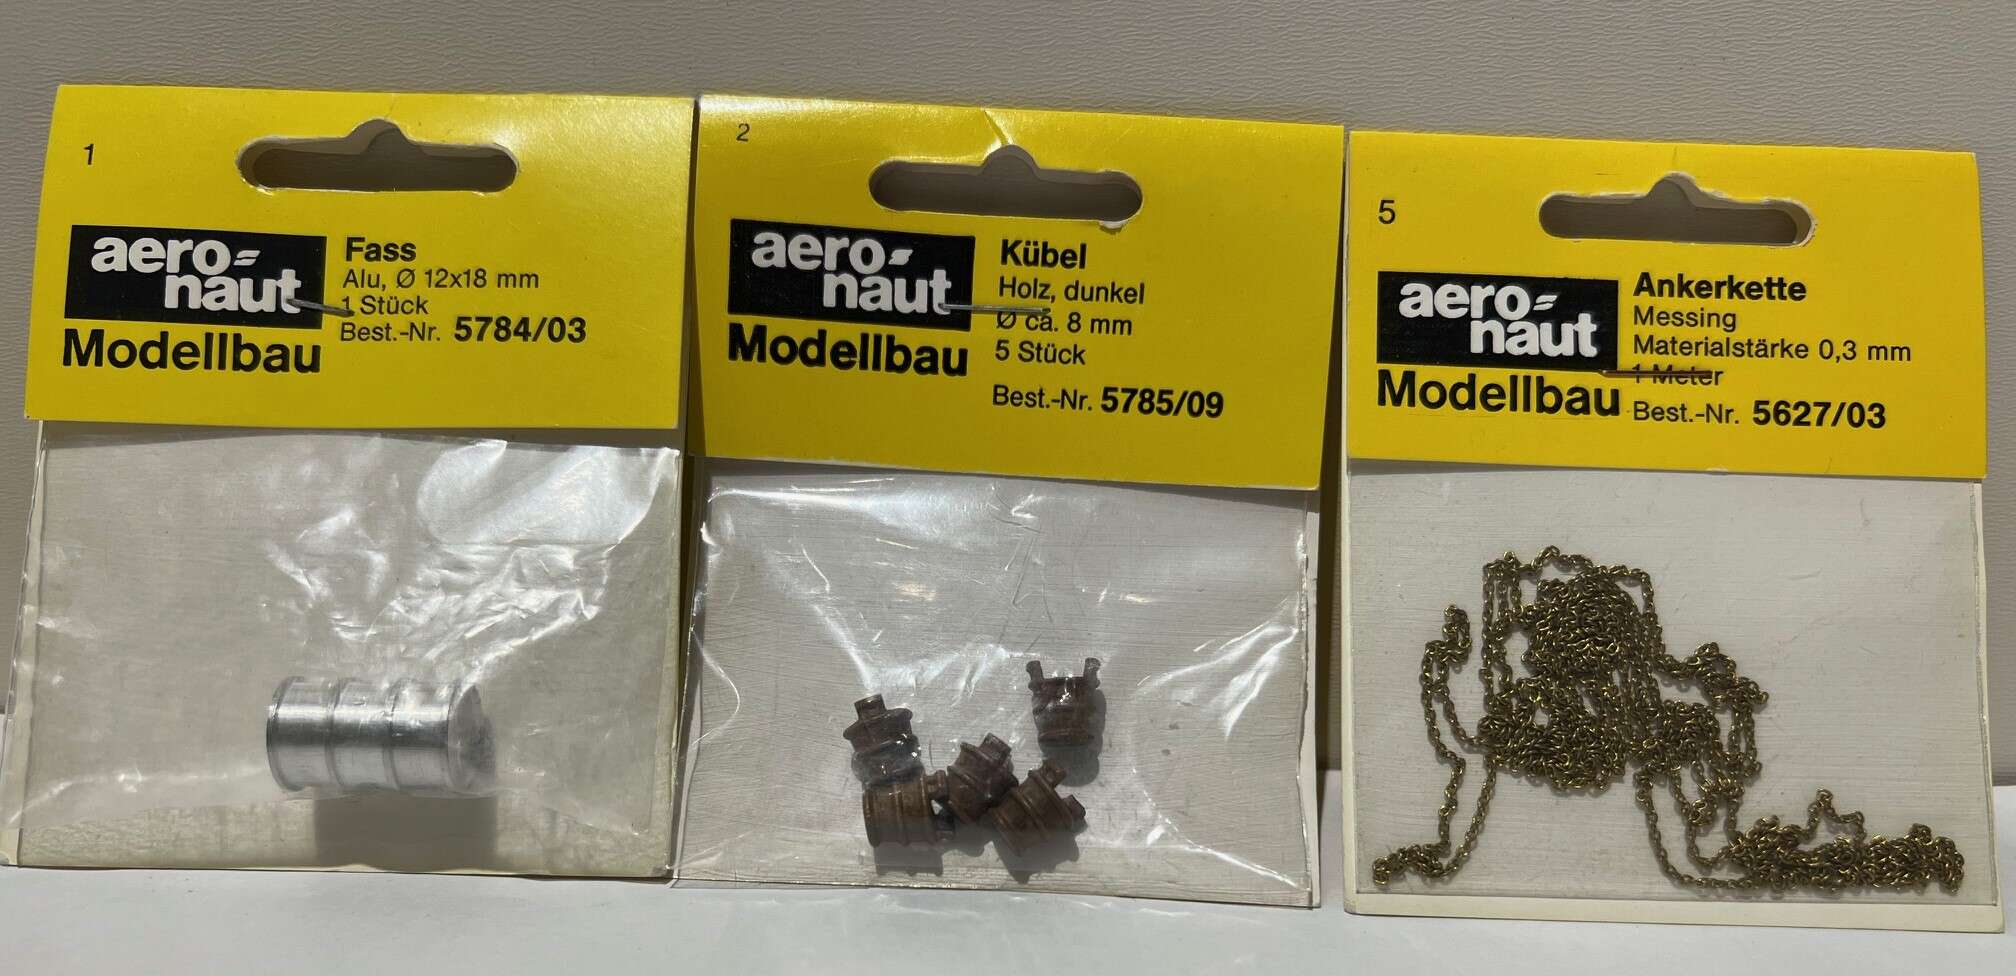 1
aero-
naut
Modellbau
Fass
Alu, Ø 12x18 mm
1 Stück
Best.-Nr. 5784/03
2
aero-
naut
Modellbau
Kübel
Holz, dunkel
Ø ca. 8 mm
5 Stück
Best.-Nr. 5785/09
5
aero-
naut
Modellbau
Ankerkette
Messing
Materialstärke 0,3 mm
1 Meter
Best.-Nr. 5627/03